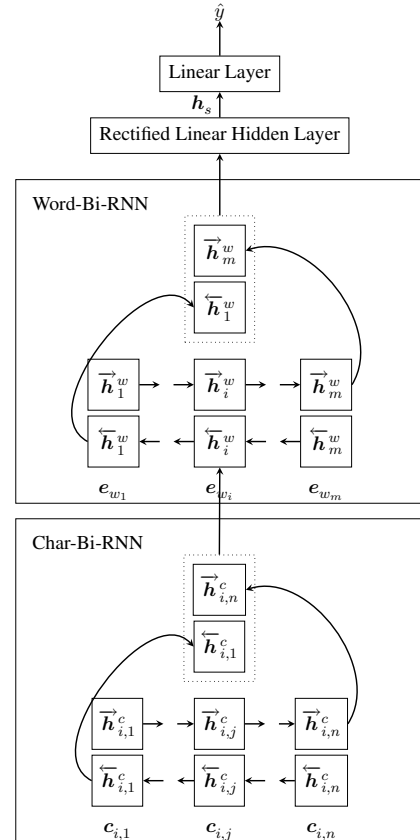 ŷ
Linear Layer
𝒉ₛ
Rectified Linear Hidden Layer
Word-Bi-RNN
→h^w_m
←h^w_1
→h^w_1 →h^w_i →h^w_m
←h^w_1 ←h^w_i ←h^w_m
e_{w_1} e_{w_i} e_{w_m}
Char-Bi-RNN
→h^c_{i,n}
←h^c_{i,1}
→h^c_{i,1} →h^c_{i,j} →h^c_{i,n}
←h^c_{i,1} ←h^c_{i,j} ←h^c_{i,n}
c_{i,1} c_{i,j} c_{i,n}